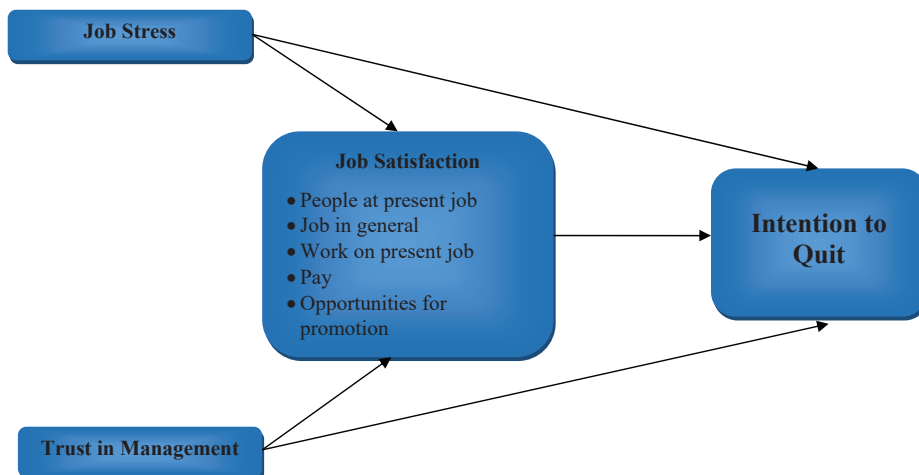 Job Stress
Job Satisfaction
• People at present job
• Job in general
• Work on present job
• Pay
• Opportunities for
promotion
Intention to
Quit
Trust in Management